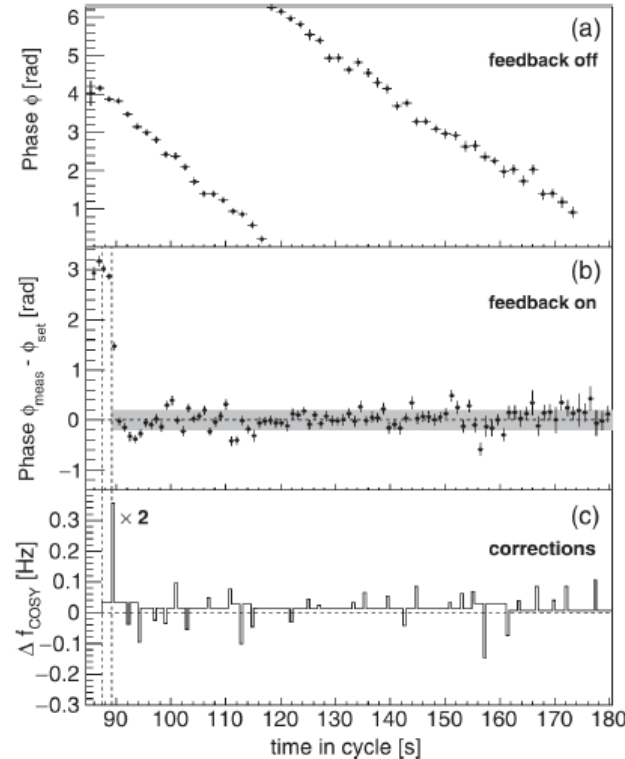 6
5
4
3
2
1
Phase ϕ [rad]
(a)
feedback off
3
2
1
0
−1
Phase ϕmeas - ϕset [rad]
(b)
feedback on
0.3
0.2
0.1
0
−0.1
−0.2
−0.3
Δ fCOSY [Hz]
× 2
(c)
corrections
90 100 110 120 130 140 150 160 170 180
time in cycle [s]